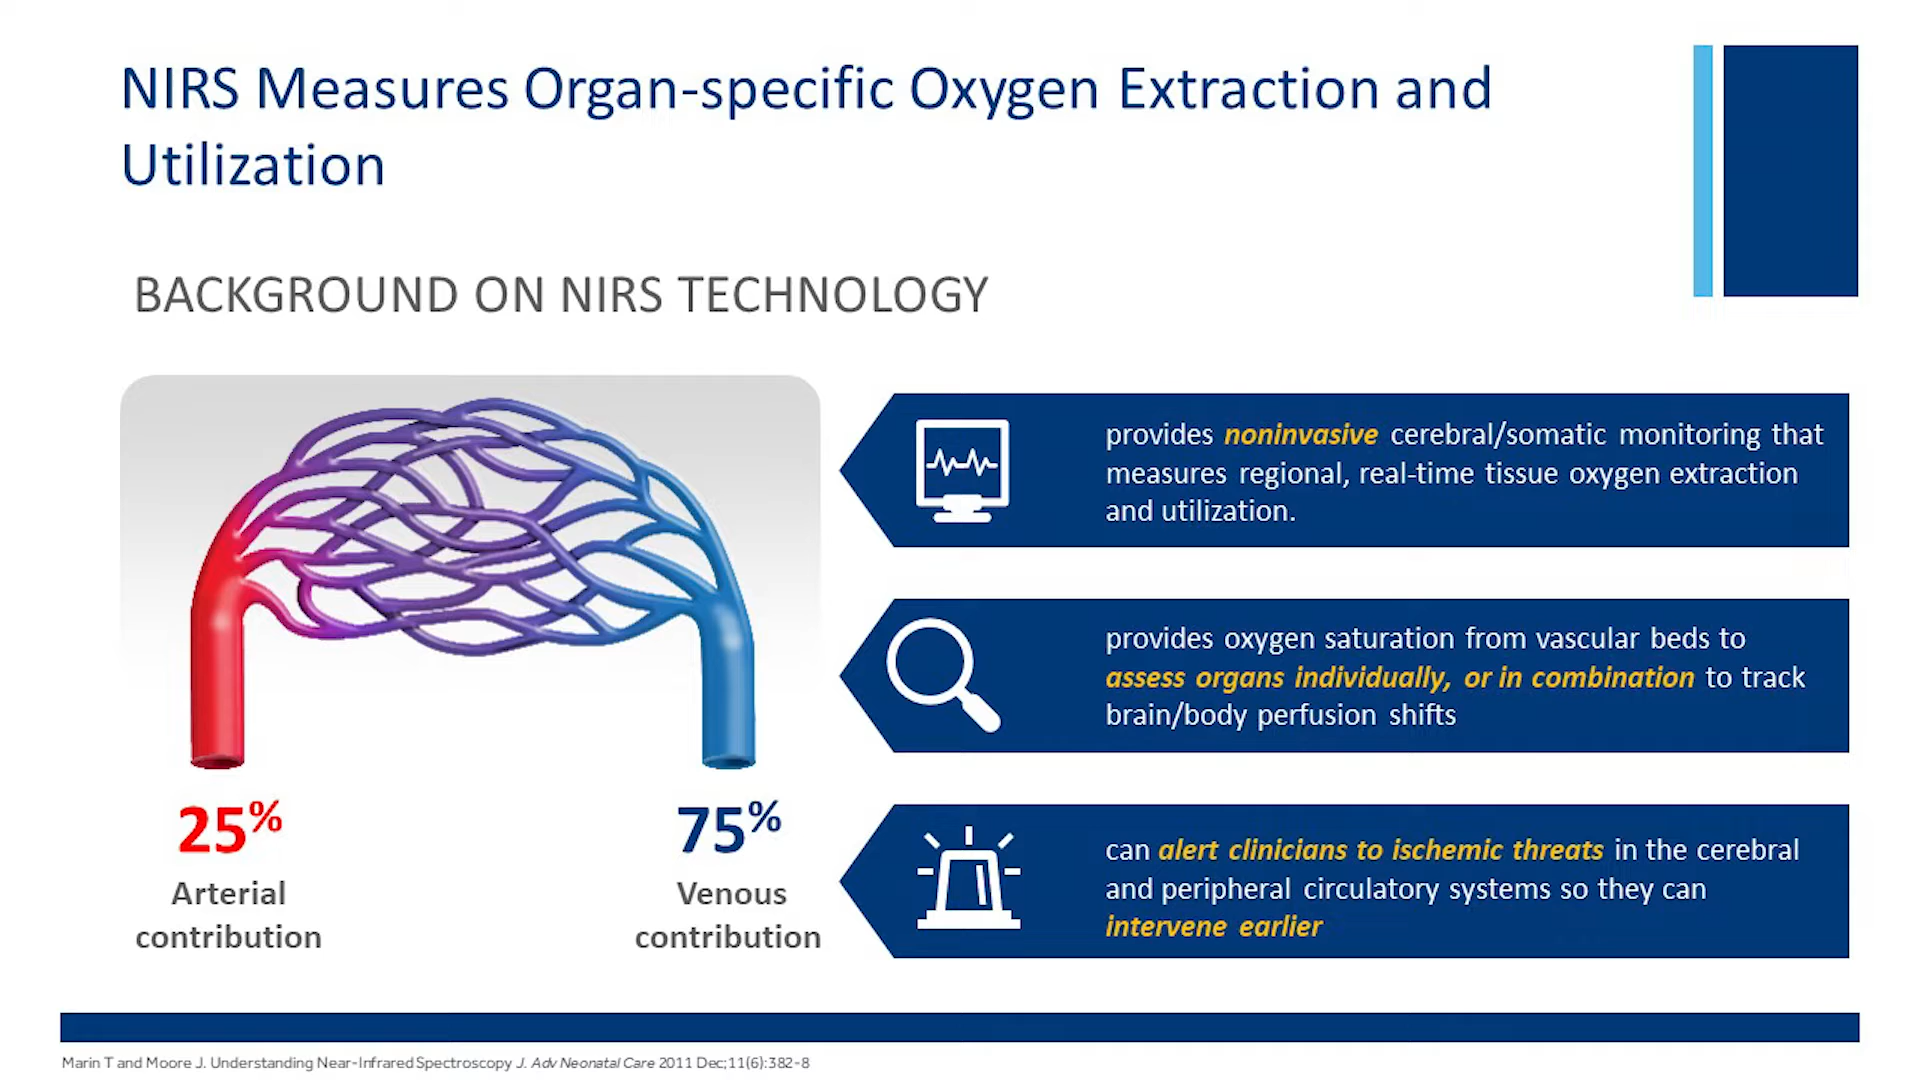 NIRS Measures Organ-specific Oxygen Extraction and
Utilization
BACKGROUND ON NIRS TECHNOLOGY
provides noninvasive cerebral/somatic monitoring that
measures regional, real-time tissue oxygen extraction
and utilization.
provides oxygen saturation from vascular beds to
assess organs individually, or in combination to track
brain/body perfusion shifts
can alert clinicians to ischemic threats in the cerebral
and peripheral circulatory systems so they can
intervene earlier
25%
Arterial
contribution
75%
Venous
contribution
Marin T and Moore J. Understanding Near-Infrared Spectroscopy J. Adv Neonatal Care 2011 Dec;11(6):382-8